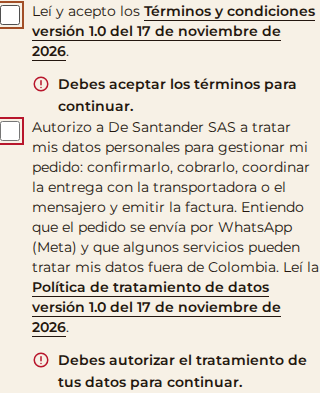 Leí y acepto los Términos y condiciones
versión 1.0 del 17 de noviembre de
2026.
Debes aceptar los términos para
continuar.
Autorizo a De Santander SAS a tratar
mis datos personales para gestionar mi
pedido: confirmarlo, cobrarlo, coordinar
la entrega con la transportadora o el
mensajero y emitir la factura. Entiendo
que el pedido se envía por WhatsApp
(Meta) y que algunos servicios pueden
tratar mis datos fuera de Colombia. Leí la
Política de tratamiento de datos
versión 1.0 del 17 de noviembre de
2026.
Debes autorizar el tratamiento de
tus datos para continuar.